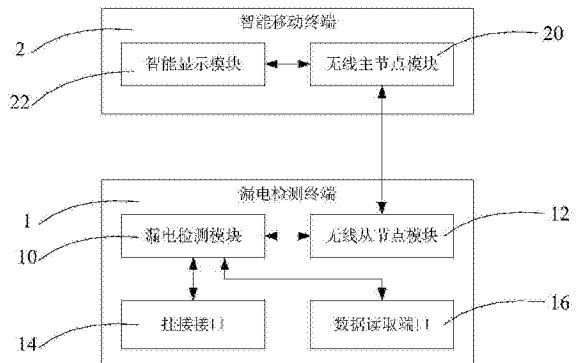 智能移动终端
2
20
智能显示模块
无线主节点模块
22
漏电检测终端
1
12
漏电检测模块
无线从节点模块
10
16
挂接接口
数据读取端口
14